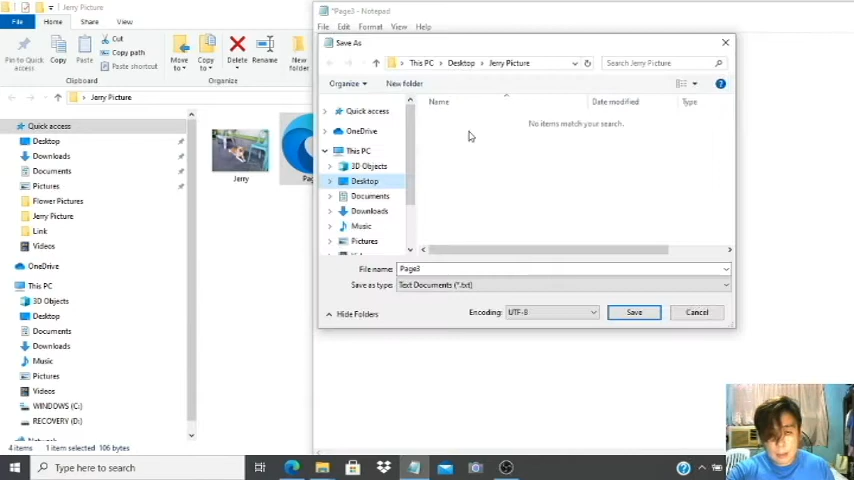 Jerry Picture
File Home Share View
Pin to Quick access
Copy
Paste
Cut
Copy path
Paste shortcut
Clipboard
Move to
Copy to
Delete
Rename
New folder
Organize
Jerry Picture
Quick access
Desktop
Downloads
Documents
Pictures
Flower Pictures
Jerry Picture
Link
Videos
OneDrive
This PC
3D Objects
Desktop
Documents
Downloads
Music
Pictures
Videos
WINDOWS (C:)
RECOVERY (D:)
Jerry
4 items 1 item selected 106 bytes
*Page3 - Notepad
File Edit Format View Help
Save As
This PC > Desktop > Jerry Picture
Search Jerry Picture
Organize New folder
Name Date modified Type
No items match your search.
Quick access
OneDrive
This PC
3D Objects
Desktop
Documents
Downloads
Music
Pictures
File name: Page3
Save as type: Text Documents (*.txt)
Hide Folders
Encoding: UTF-8 Save Cancel
Type here to search